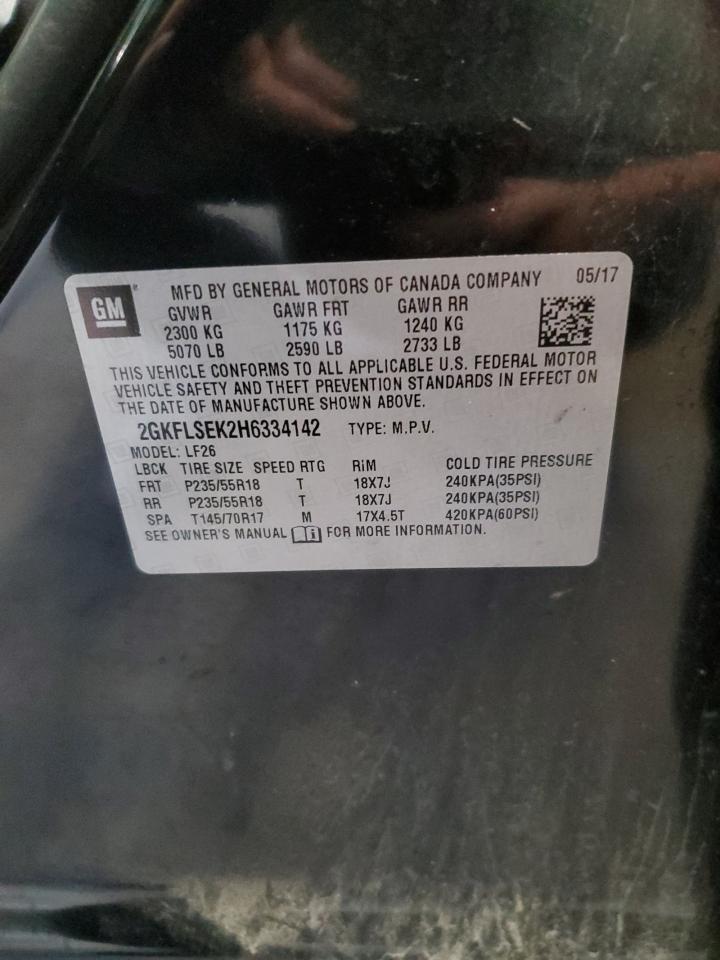 GM MFD BY GENERAL MOTORS OF CANADA COMPANY 05/17
GVWR GAWR FRT GAWR RR
2300 KG 1175 KG 1240 KG
5070 LB 2590 LB 2733 LB
THIS VEHICLE CONFORMS TO ALL APPLICABLE U.S. FEDERAL MOTOR
VEHICLE SAFETY AND THEFT PREVENTION STANDARDS IN EFFECT ON
THE DATE OF MANUFACTURE SHOWN ABOVE.
2GKFLSEK2H6334142 TYPE: M.P.V.
MODEL: LF26
LBCK TIRE SIZE SPEED RTG RiM COLD TIRE PRESSURE
FRT P235/55R18 T 18X7J 240KPA(35PSI)
RR P235/55R18 T 18X7J 240KPA(35PSI)
SPA T145/70R17 M 17X4.5T 420KPA(60PSI)
SEE OWNER'S MANUAL i FOR MORE INFORMATION.